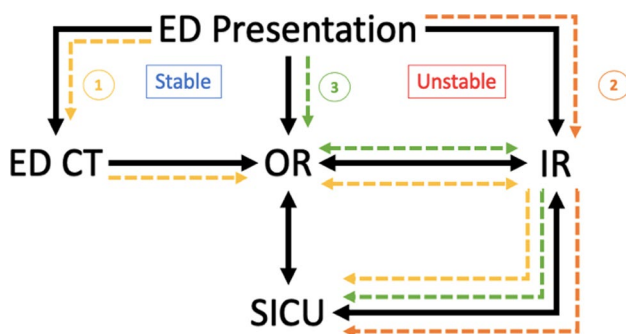 ED Presentation
1 Stable 3 Unstable 2
ED CT OR IR
SICU